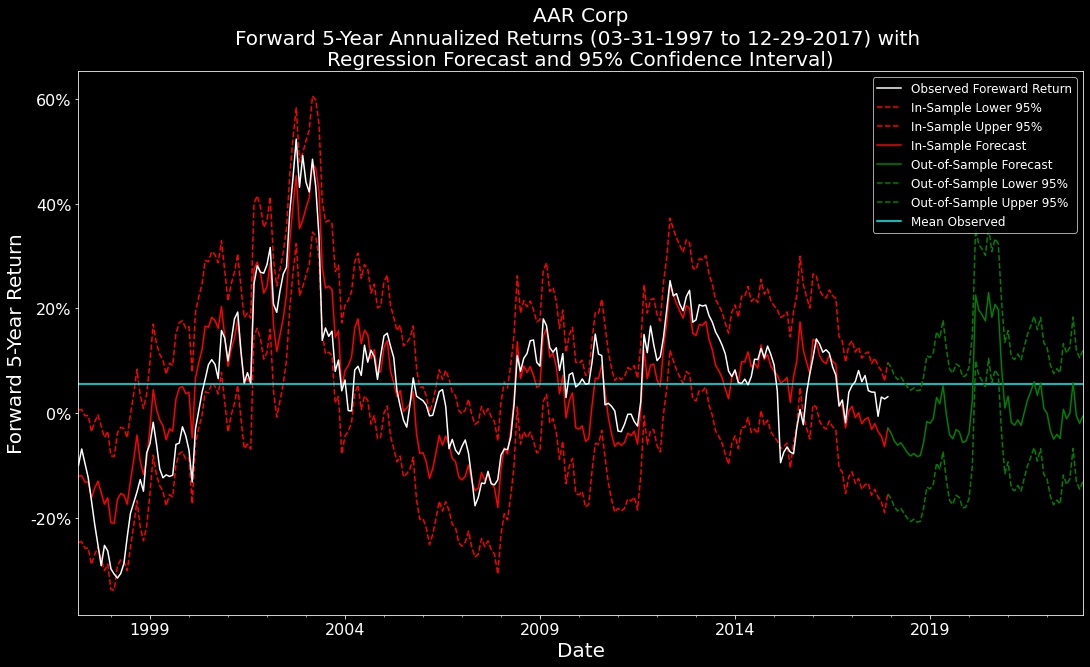 AAR Corp
Forward 5-Year Annualized Returns (03-31-1997 to 12-29-2017) with
Regression Forecast and 95% Confidence Interval)
Observed Foreward Return
In-Sample Lower 95%
In-Sample Upper 95%
In-Sample Forecast
Out-of-Sample Forecast
Out-of-Sample Lower 95%
Out-of-Sample Upper 95%
Mean Observed
Forward 5-Year Return
60%
40%
20%
0%
-20%
1999
2004
2009
2014
2019
Date